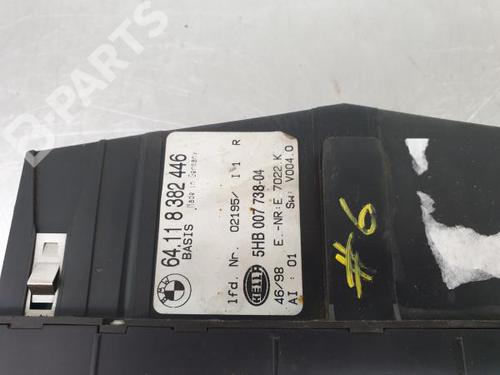 64.11 8 382 446
BASIS
Made in Germany
lfd. Nr. 02195/ I 1 R
5HB 007 738-04
HELLA
46/98 E.-NR:E 7022.K
AI : 01 SW: V004.0
#6
B-PARTS